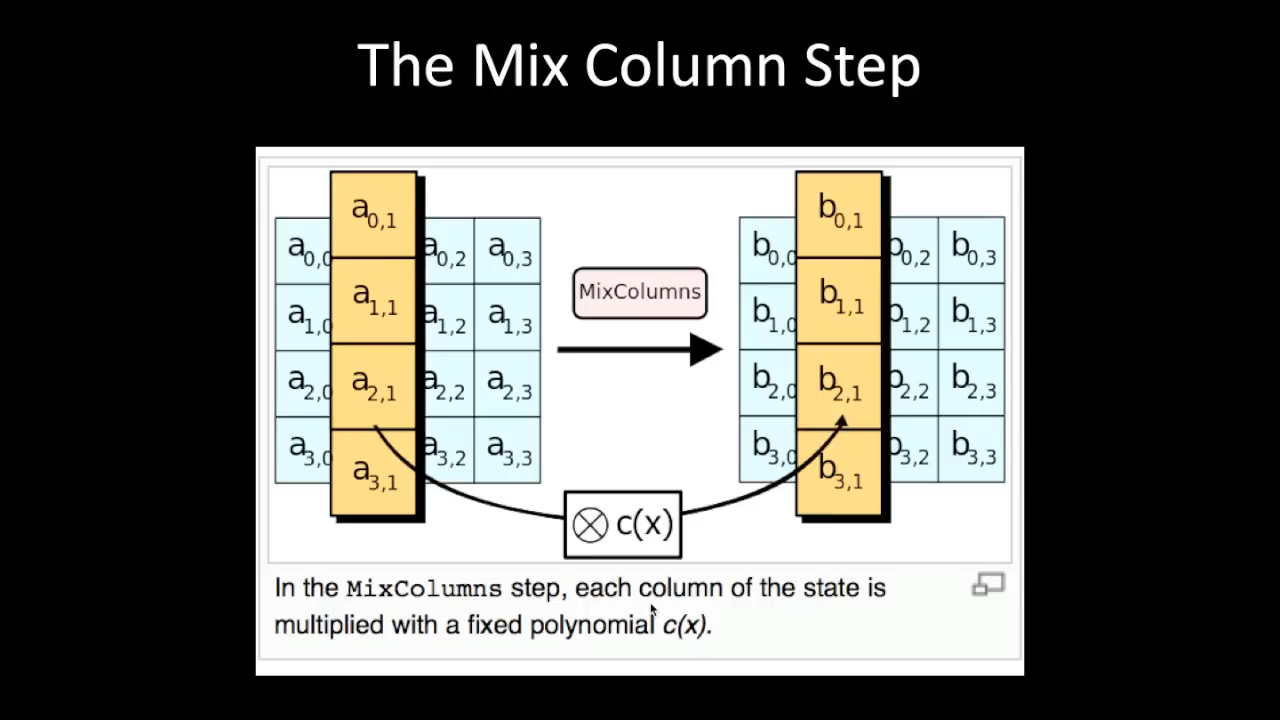 The Mix Column Step
a0,0 a0,1 a0,2 a0,3
a1,0 a1,1 a1,2 a1,3
a2,0 a2,1 a2,2 a2,3
a3,0 a3,1 a3,2 a3,3
MixColumns
b0,0 b0,1 b0,2 b0,3
b1,0 b1,1 b1,2 b1,3
b2,0 b2,1 b2,2 b2,3
b3,0 b3,1 b3,2 b3,3
⊗ c(x)
In the MixColumns step, each column of the state is
multiplied with a fixed polynomial c(x).